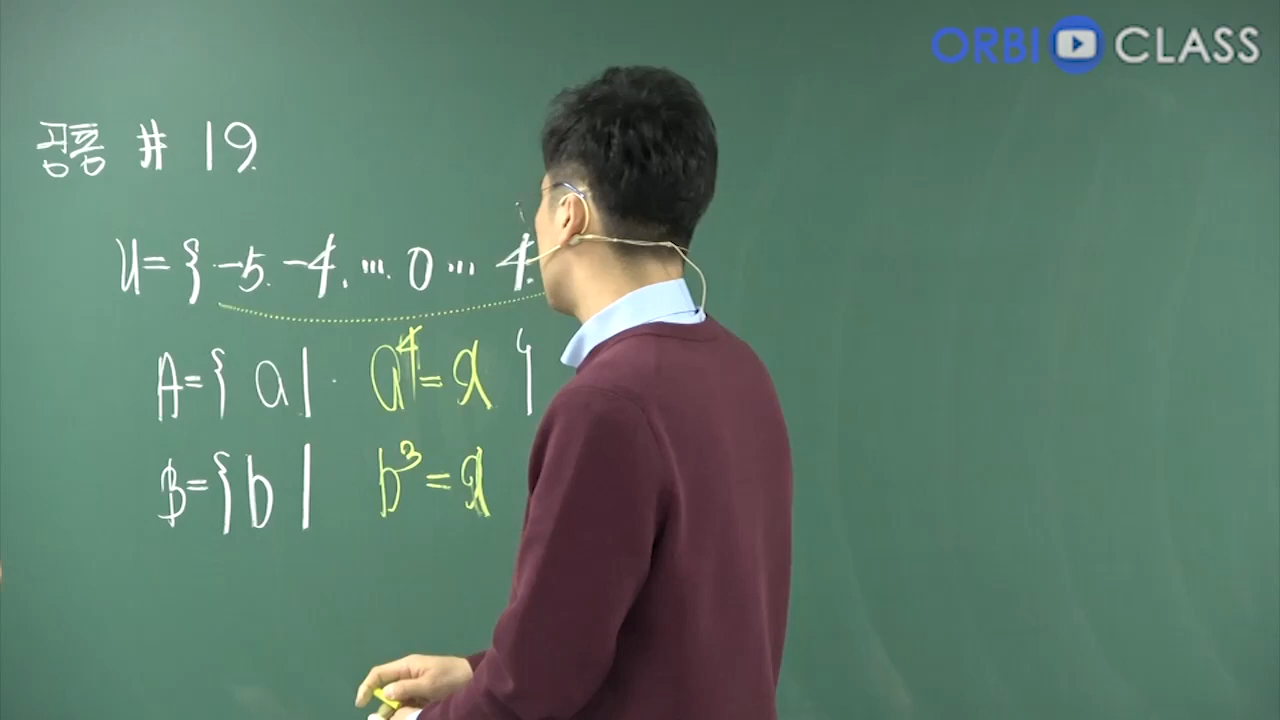 ORBI CLASS
공통 # 19.
U = { -5. -4. ... 0 ... 4.
A = { a | a⁴ = x }
B = { b | b³ = x